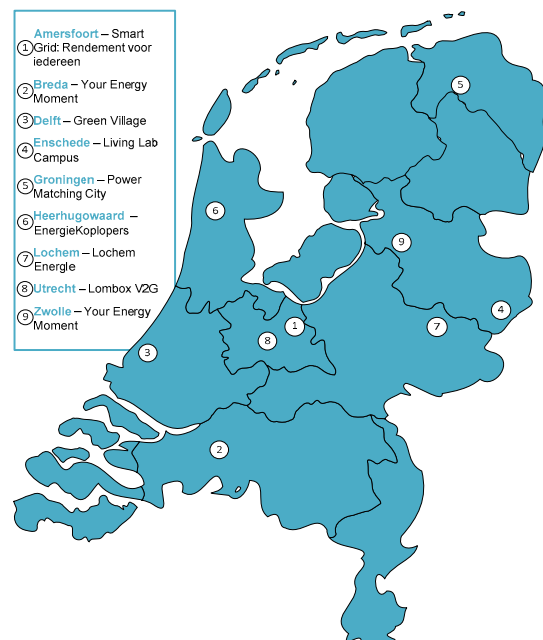 Amersfoort – Smart
1 Grid: Rendement voor
iedereen
Breda – Your Energy
2 Moment
3 Delft – Green Village
Enschede – Living Lab
4 Campus
Groningen – Power
5 Matching City
Heerhugowaard –
6 EnergieKoplopers
Lochem – Lochem
7 Energle
8 Utrecht – Lombox V2G
Zwolle – Your Energy
9 Moment
5
6
9
4
1
7
8
3
2